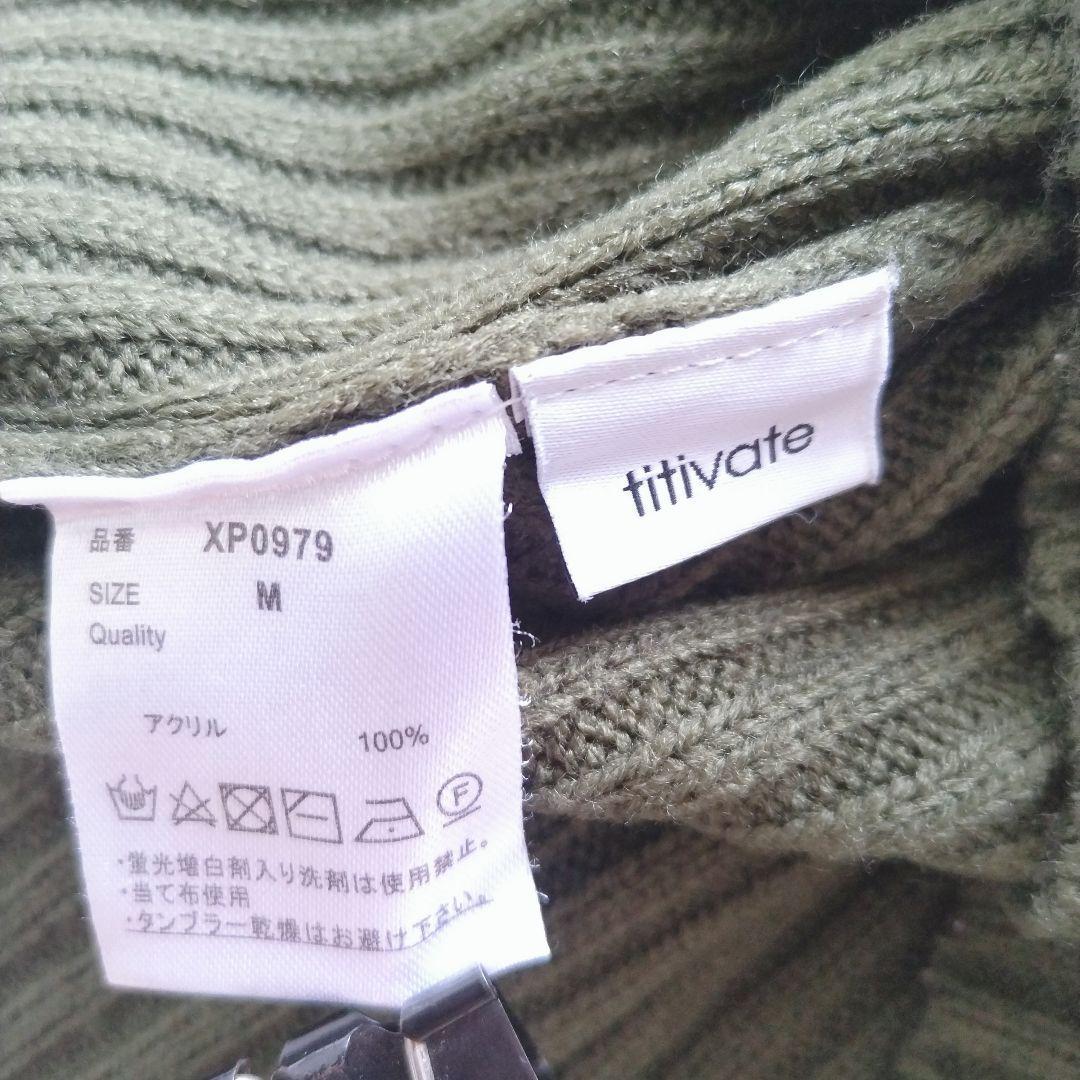 titivate
品番 XP0979
SIZE M
Quality
アクリル 100%
F
・蛍光増白剤入り洗剤は使用禁止。
・当て布使用
・タンブラー乾燥はお避け下さい。